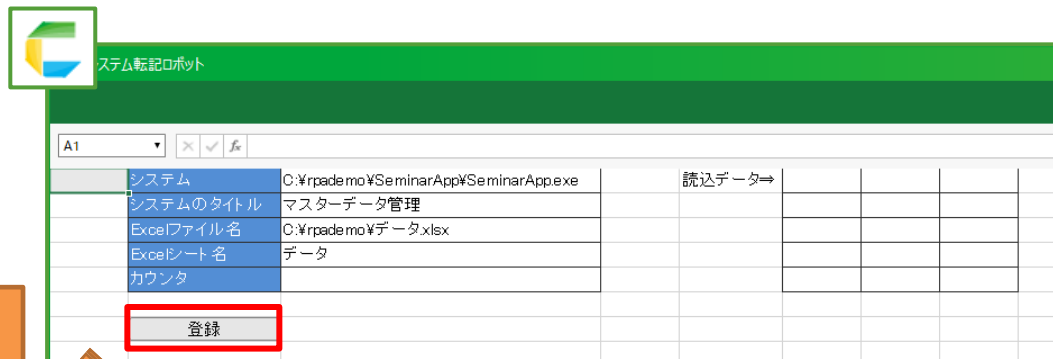 ステム転記ロボット
A1
fx
システム C:¥rpademo¥SeminarApp¥SeminarApp.exe 読込データ⇒
システムのタイトル マスターデータ管理
Excelファイル名 C:¥rpademo¥データ.xlsx
Excelシート名 データ
カウンタ
登録